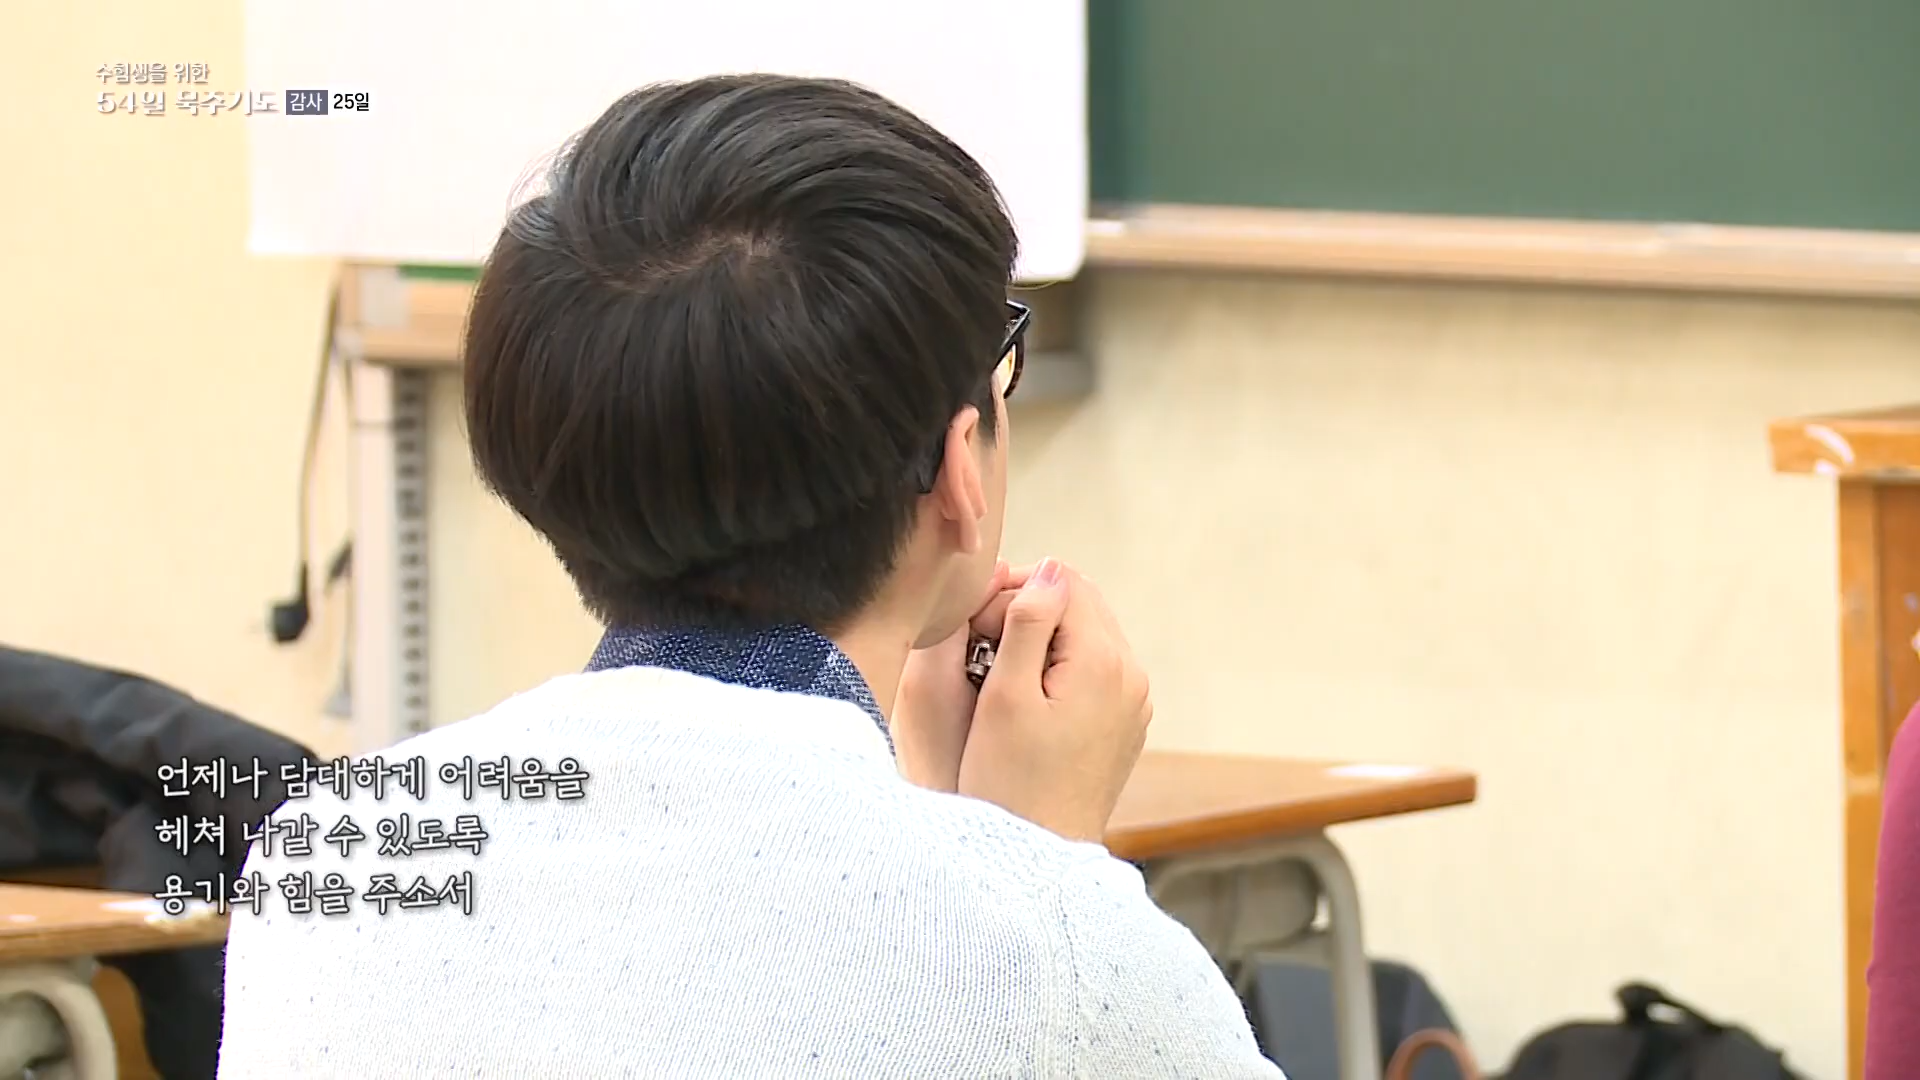 수험생을 위한
54일 묵주기도 감사 25일
언제나 담대하게 어려움을
헤쳐 나갈 수 있도록
용기와 힘을 주소서